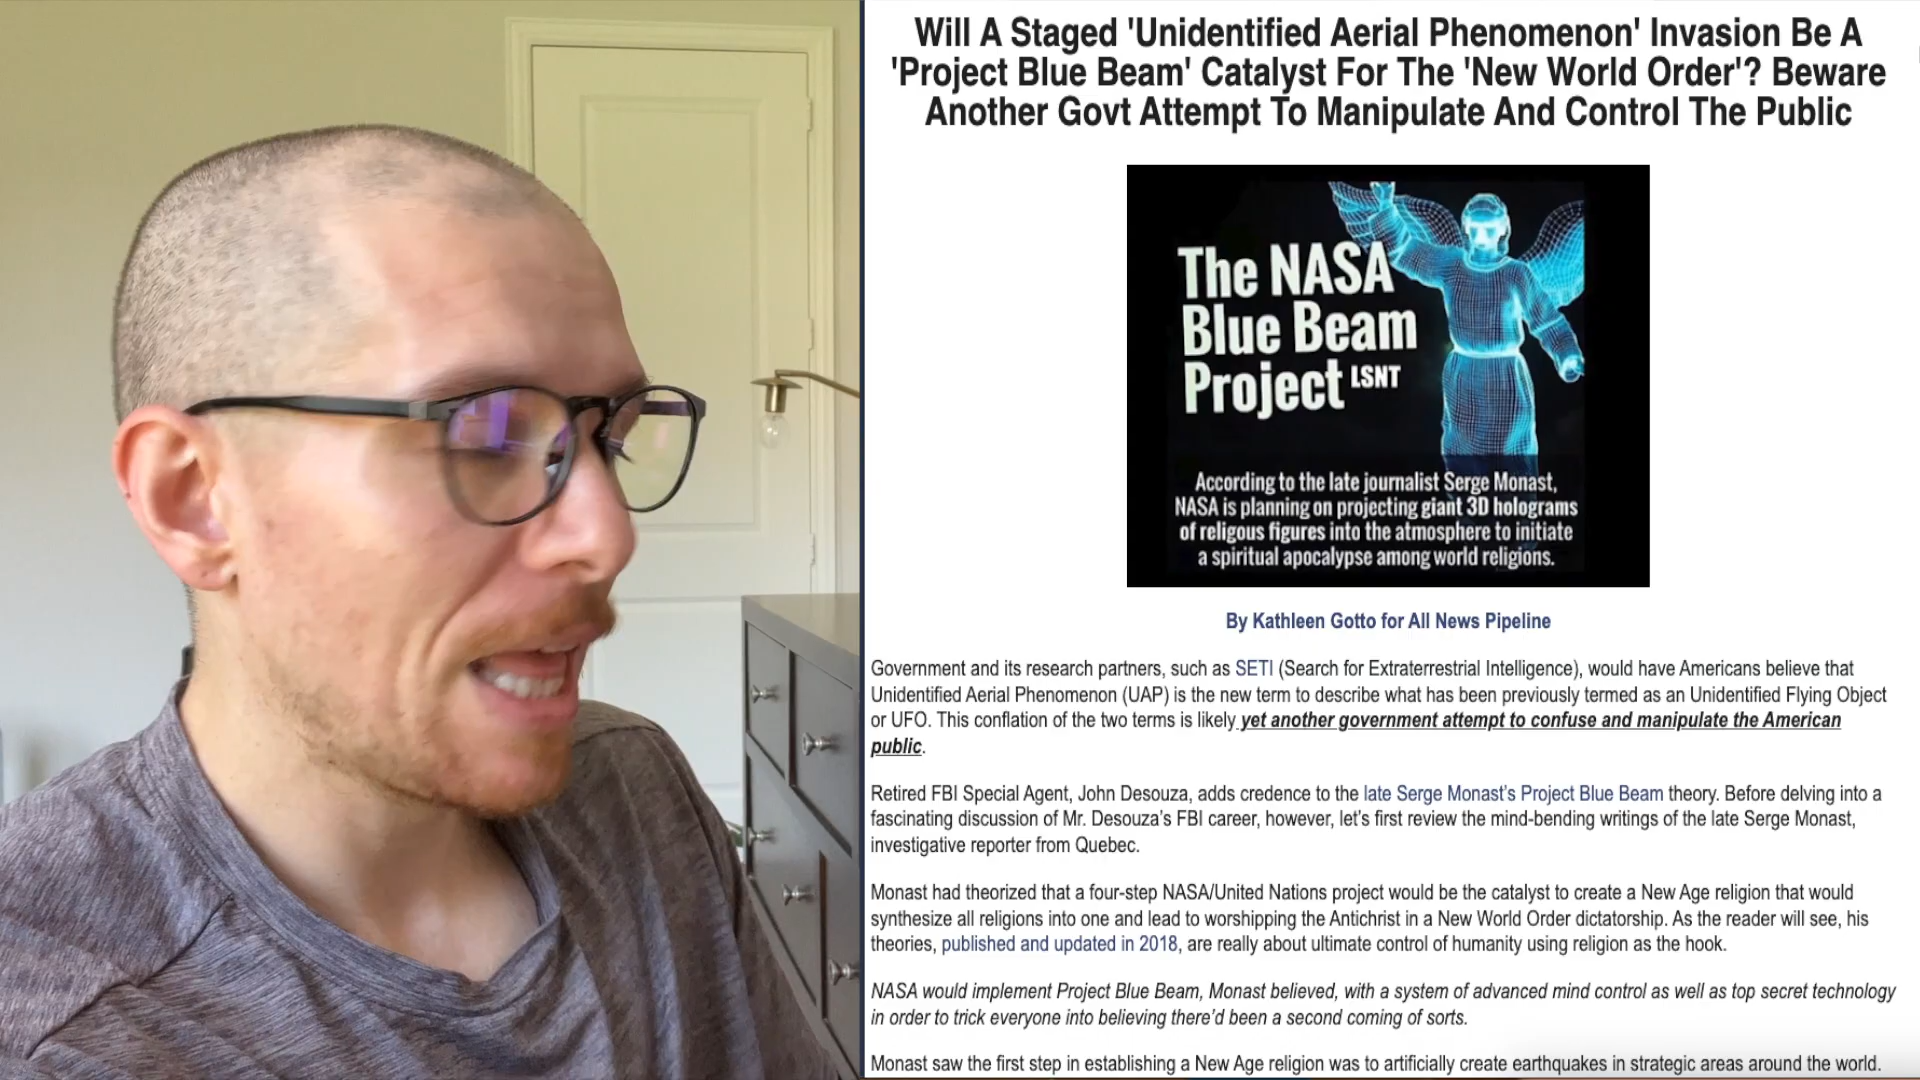 Will A Staged 'Unidentified Aerial Phenomenon' Invasion Be A
'Project Blue Beam' Catalyst For The 'New World Order'? Beware
Another Govt Attempt To Manipulate And Control The Public
The NASA
Blue Beam
Project LSNT
According to the late journalist Serge Monast,
NASA is planning on projecting giant 3D holograms
of religous figures into the atmosphere to initiate
a spiritual apocalypse among world religions.
By Kathleen Gotto for All News Pipeline
Government and its research partners, such as SETI (Search for Extraterrestrial Intelligence), would have Americans believe that
Unidentified Aerial Phenomenon (UAP) is the new term to describe what has been previously termed as an Unidentified Flying Object
or UFO. This conflation of the two terms is likely yet another government attempt to confuse and manipulate the American
public.
Retired FBI Special Agent, John Desouza, adds credence to the late Serge Monast's Project Blue Beam theory. Before delving into a
fascinating discussion of Mr. Desouza's FBI career, however, let's first review the mind-bending writings of the late Serge Monast,
investigative reporter from Quebec.
Monast had theorized that a four-step NASA/United Nations project would be the catalyst to create a New Age religion that would
synthesize all religions into one and lead to worshipping the Antichrist in a New World Order dictatorship. As the reader will see, his
theories, published and updated in 2018, are really about ultimate control of humanity using religion as the hook.
NASA would implement Project Blue Beam, Monast believed, with a system of advanced mind control as well as top secret technology
in order to trick everyone into believing there'd been a second coming of sorts.
Monast saw the first step in establishing a New Age religion was to artificially create earthquakes in strategic areas around the world.